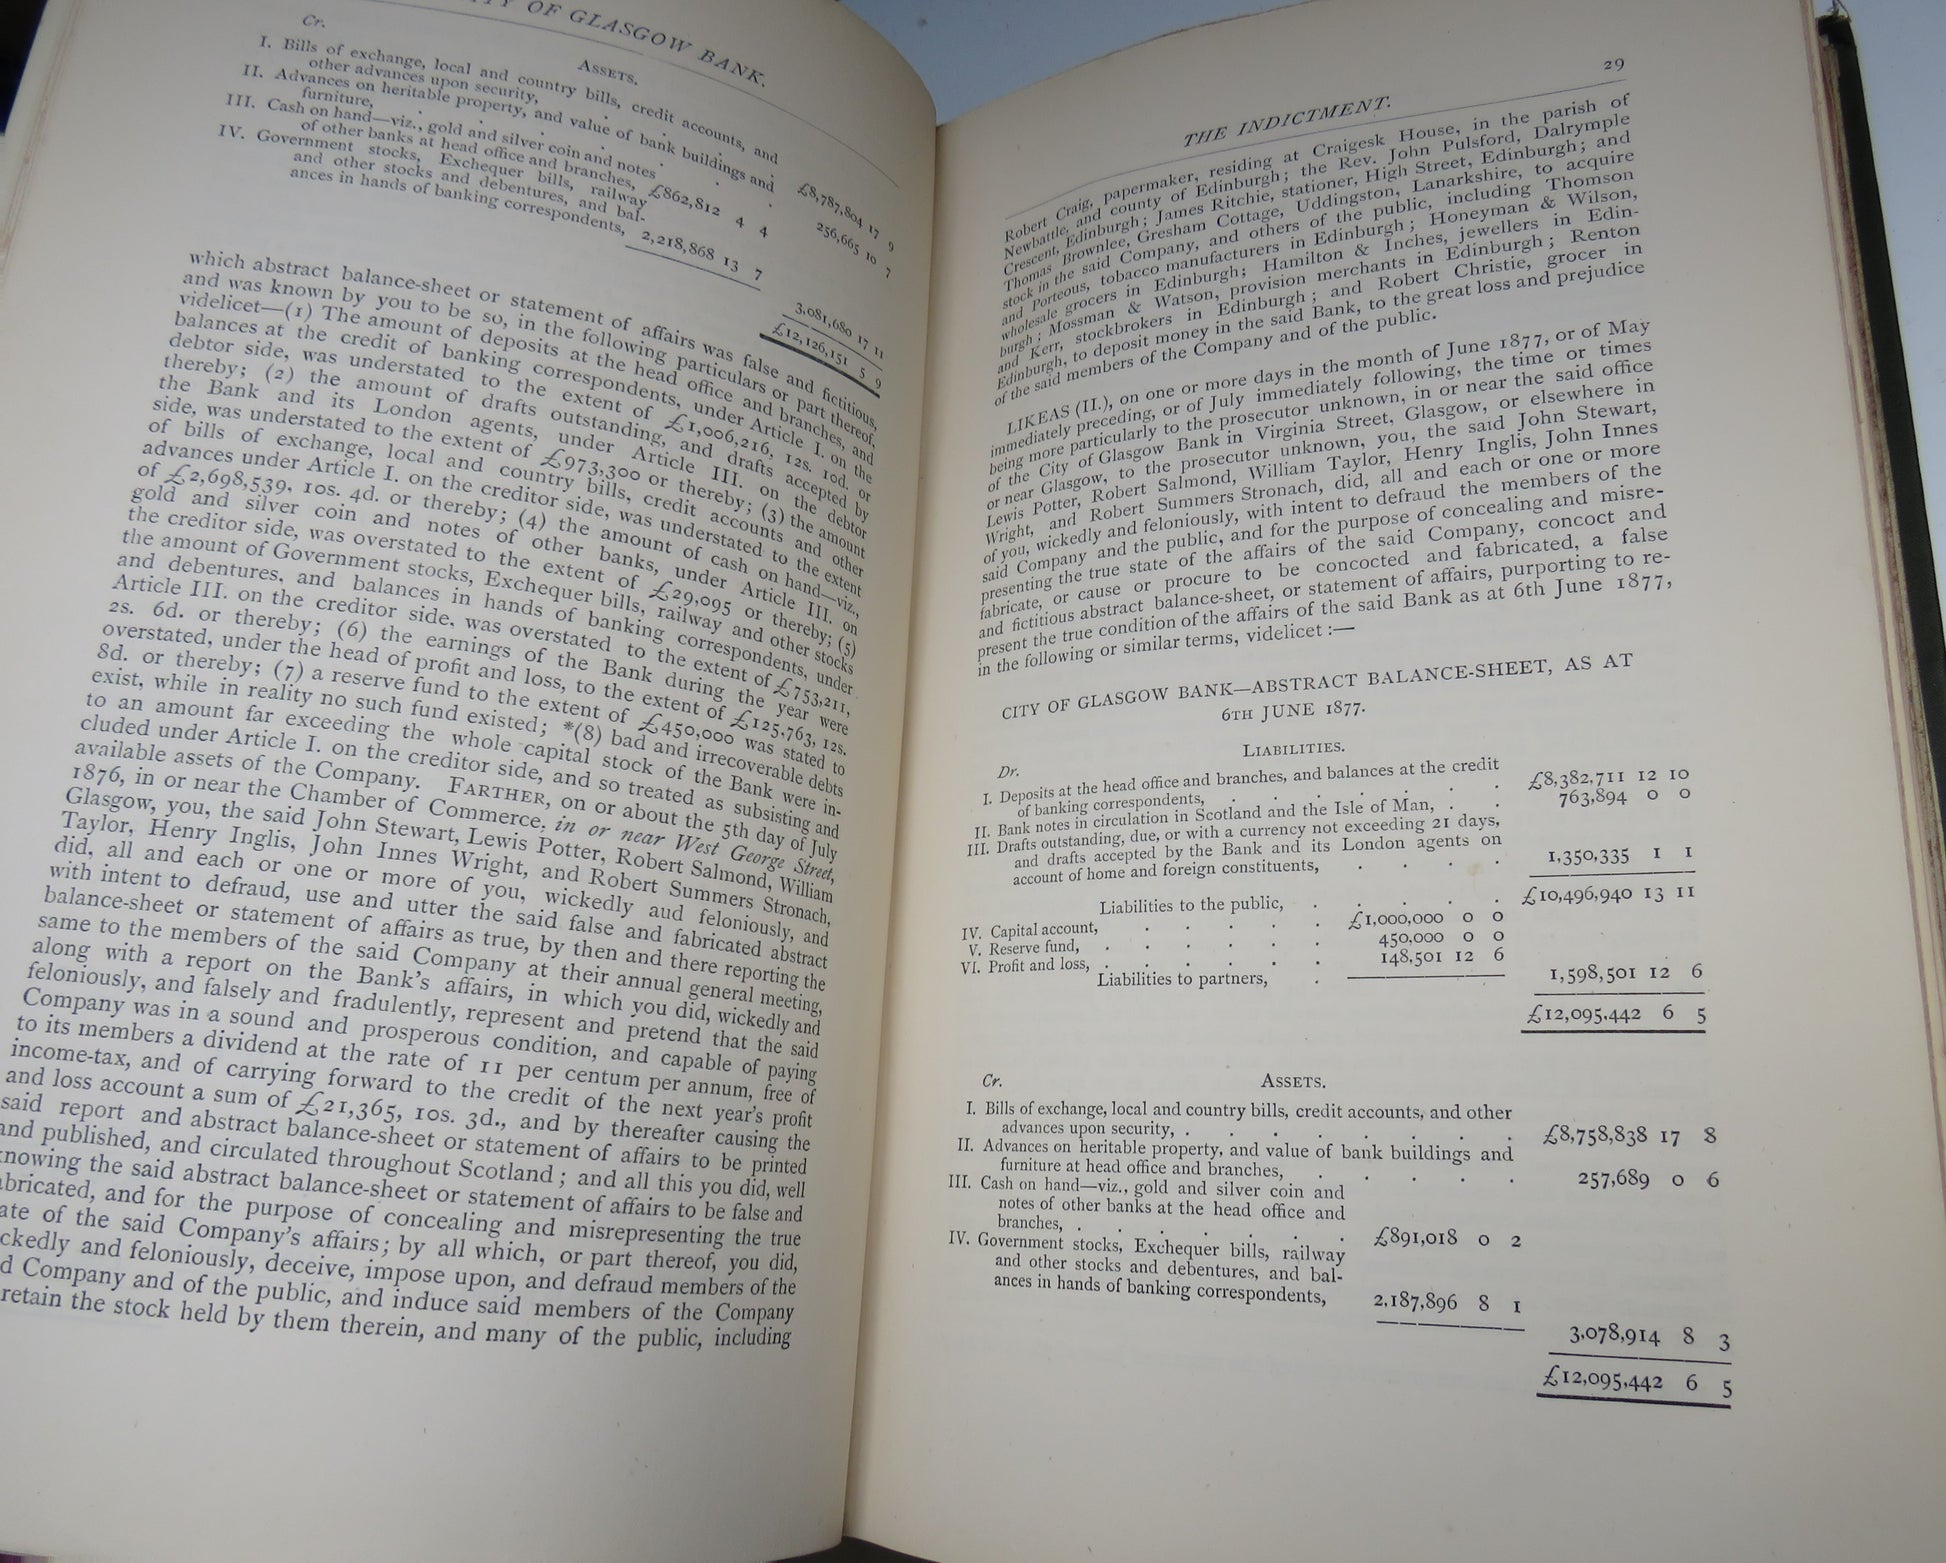 TY OF GLASGOW BANK.
Cr. ASSETS.
I. Bills of exchange, local and country bills, credit accounts, and
other advances upon security, £8,787,804 17 9
II. Advances on heritable property, and value of bank buildings and
furniture, 256,665 10 7
III. Cash on hand—viz., gold and silver coin and notes
of other banks at head office and branches, £862,812 4 4
IV. Government stocks, Exchequer bills, railway
and other stocks and debentures, and bal-
ances in hands of banking correspondents, 2,218,868 13 7
3,081,680 17 11
£12,126,151 5 9
which abstract balance-sheet or statement of affairs was false and fictitious,
and was known by you to be so, in the following particulars or part thereof,
videlicet—(1) The amount of deposits at the head office and branches, and
balances at the credit of banking correspondents, under Article I. on the
debtor side, was understated to the extent of £1,006,216, 12s. 10d. or
thereby; (2) the amount of drafts outstanding, and drafts accepted by
the Bank and its London agents, under Article III. on the debtor
side, was understated to the extent of £973,300 or thereby; (3) the amount
of bills of exchange, local and country bills, credit accounts and other
advances under Article I. on the creditor side, was understated to the extent
of £2,698,539, 10s. 4d. or thereby; (4) the amount of cash on hand—viz.,
gold and silver coin and notes of other banks, under Article III. on
the creditor side, was overstated to the extent of £29,095 or thereby; (5)
the amount of Government stocks, Exchequer bills, railway and other stocks
and debentures, and balances in hands of banking correspondents, under
Article III. on the creditor side, was overstated to the extent of £753,211,
2s. 6d. or thereby; (6) the earnings of the Bank during the year were
overstated, under the head of profit and loss, to the extent of £125,763, 12s.
8d. or thereby; (7) a reserve fund to the extent of £450,000 was stated to
exist, while in reality no such fund existed; *(8) bad and irrecoverable debts
to an amount far exceeding the whole capital stock of the Bank were in-
cluded under Article I. on the creditor side, and so treated as subsisting and
available assets of the Company. FARTHER, on or about the 5th day of July
1876, in or near the Chamber of Commerce, in or near West George Street,
Glasgow, you, the said John Stewart, Lewis Potter, Robert Salmond, William
Taylor, Henry Inglis, John Innes Wright, and Robert Summers Stronach,
did, all and each or one or more of you, wickedly aud feloniously, and
with intent to defraud, use and utter the said false and fabricated abstract
balance-sheet or statement of affairs as true, by then and there reporting the
same to the members of the said Company at their annual general meeting,
along with a report on the Bank's affairs, in which you did, wickedly and
feloniously, and falsely and fradulently, represent and pretend that the said
Company was in a sound and prosperous condition, and capable of paying
to its members a dividend at the rate of 11 per centum per annum, free of
income-tax, and of carrying forward to the credit of the next year's profit
and loss account a sum of £21,365, 10s. 3d., and by thereafter causing the
said report and abstract balance-sheet or statement of affairs to be printed
and published, and circulated throughout Scotland; and all this you did, well
knowing the said abstract balance-sheet or statement of affairs to be false and
abricated, and for the purpose of concealing and misrepresenting the true
ate of the said Company's affairs; by all which, or part thereof, you did,
ckedly and feloniously, deceive, impose upon, and defraud members of the
d Company and of the public, and induce said members of the Company
retain the stock held by them therein, and many of the public, including
29
THE INDICTMENT.
Robert Craig, papermaker, residing at Craigesk House, in the parish of
Newbattle, and county of Edinburgh; the Rev. John Pulsford, Dalrymple
Crescent, Edinburgh; James Ritchie, stationer, High Street, Edinburgh; and
Thomas Brownlee, Gresham Cottage, Uddingston, Lanarkshire, to acquire
stock in the said Company, and others of the public, including Thomson
and Porteous, tobacco manufacturers in Edinburgh; Honeyman & Wilson,
wholesale grocers in Edinburgh; Hamilton & Inches, jewellers in Edin-
burgh; Mossman & Watson, provision merchants in Edinburgh; Renton
and Kerr, stockbrokers in Edinburgh; and Robert Christie, grocer in
Edinburgh, to deposit money in the said Bank, to the great loss and prejudice
of the said members of the Company and of the public.
LIKEAS (II.), on one or more days in the month of June 1877, or of May
immediately preceding, or of July immediately following, the time or times
being more particularly to the prosecutor unknown, in or near the said office
of the City of Glasgow Bank in Virginia Street, Glasgow, or elsewhere in
or near Glasgow, to the prosecutor unknown, you, the said John Stewart,
Lewis Potter, Robert Salmond, William Taylor, Henry Inglis, John Innes
Wright, and Robert Summers Stronach, did, all and each or one or more
of you, wickedly and feloniously, with intent to defraud the members of the
said Company and the public, and for the purpose of concealing and misre-
presenting the true state of the affairs of the said Company, concoct and
fabricate, or cause or procure to be concocted and fabricated, a false
and fictitious abstract balance-sheet, or statement of affairs, purporting to re-
present the true condition of the affairs of the said Bank as at 6th June 1877,
in the following or similar terms, videlicet:—
CITY OF GLASGOW BANK—ABSTRACT BALANCE-SHEET, AS AT
6TH JUNE 1877.
LIABILITIES.
Dr.
I. Deposits at the head office and branches, and balances at the credit
of banking correspondents, £8,382,711 12 10
II. Bank notes in circulation in Scotland and the Isle of Man, 763,894 0 0
III. Drafts outstanding, due, or with a currency not exceeding 21 days,
and drafts accepted by the Bank and its London agents on
account of home and foreign constituents, 1,350,335 1 1
Liabilities to the public, £10,496,940 13 11
IV. Capital account, £1,000,000 0 0
V. Reserve fund, 450,000 0 0
VI. Profit and loss, 148,501 12 6
Liabilities to partners, 1,598,501 12 6
£12,095,442 6 5
Cr. ASSETS.
I. Bills of exchange, local and country bills, credit accounts, and other
advances upon security, £8,758,838 17 8
II. Advances on heritable property, and value of bank buildings and
furniture at head office and branches, 257,689 0 6
III. Cash on hand—viz., gold and silver coin and
notes of other banks at the head office and
branches, £891,018 0 2
IV. Government stocks, Exchequer bills, railway
and other stocks and debentures, and bal-
ances in hands of banking correspondents, 2,187,896 8 1
3,078,914 8 3
£12,095,442 6 5